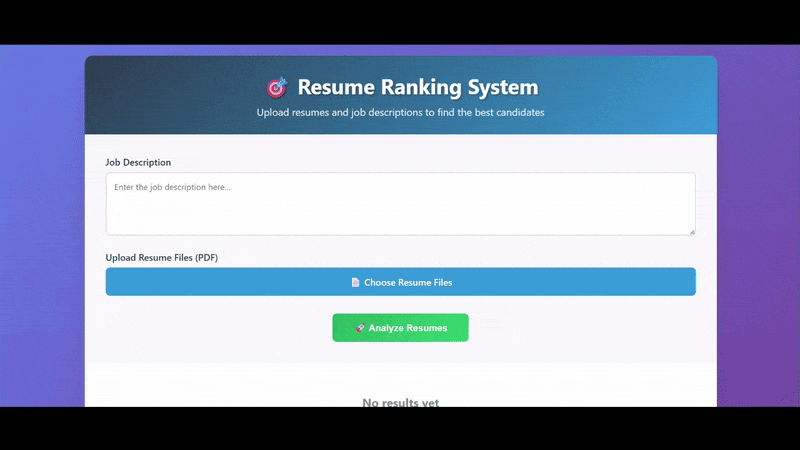 🎯 Resume Ranking System
Upload resumes and job descriptions to find the best candidates
Job Description
Enter the job description here...
Upload Resume Files (PDF)
📄 Choose Resume Files
🚀 Analyze Resumes
No results yet